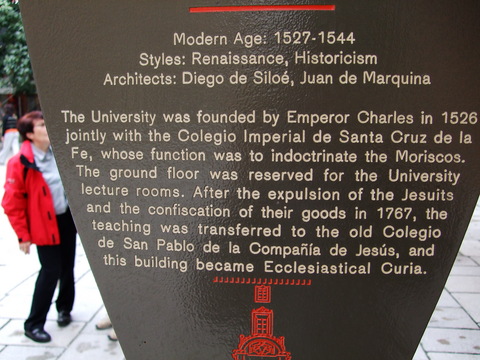 Modern Age: 1527-1544
Styles: Renaissance, Historicism
Architects: Diego de Siloé, Juan de Marquina
The University was founded by Emperor Charles in 1526
jointly with the Colegio Imperial de Santa Cruz de la
Fe, whose function was to indoctrinate the Moriscos.
The ground floor was reserved for the University
lecture rooms. After the expulsion of the Jesuits
and the confiscation of their goods in 1767, the
teaching was transferred to the old Colegio
de San Pablo de la Compañía de Jesús, and
this building became Ecclesiastical Curia.